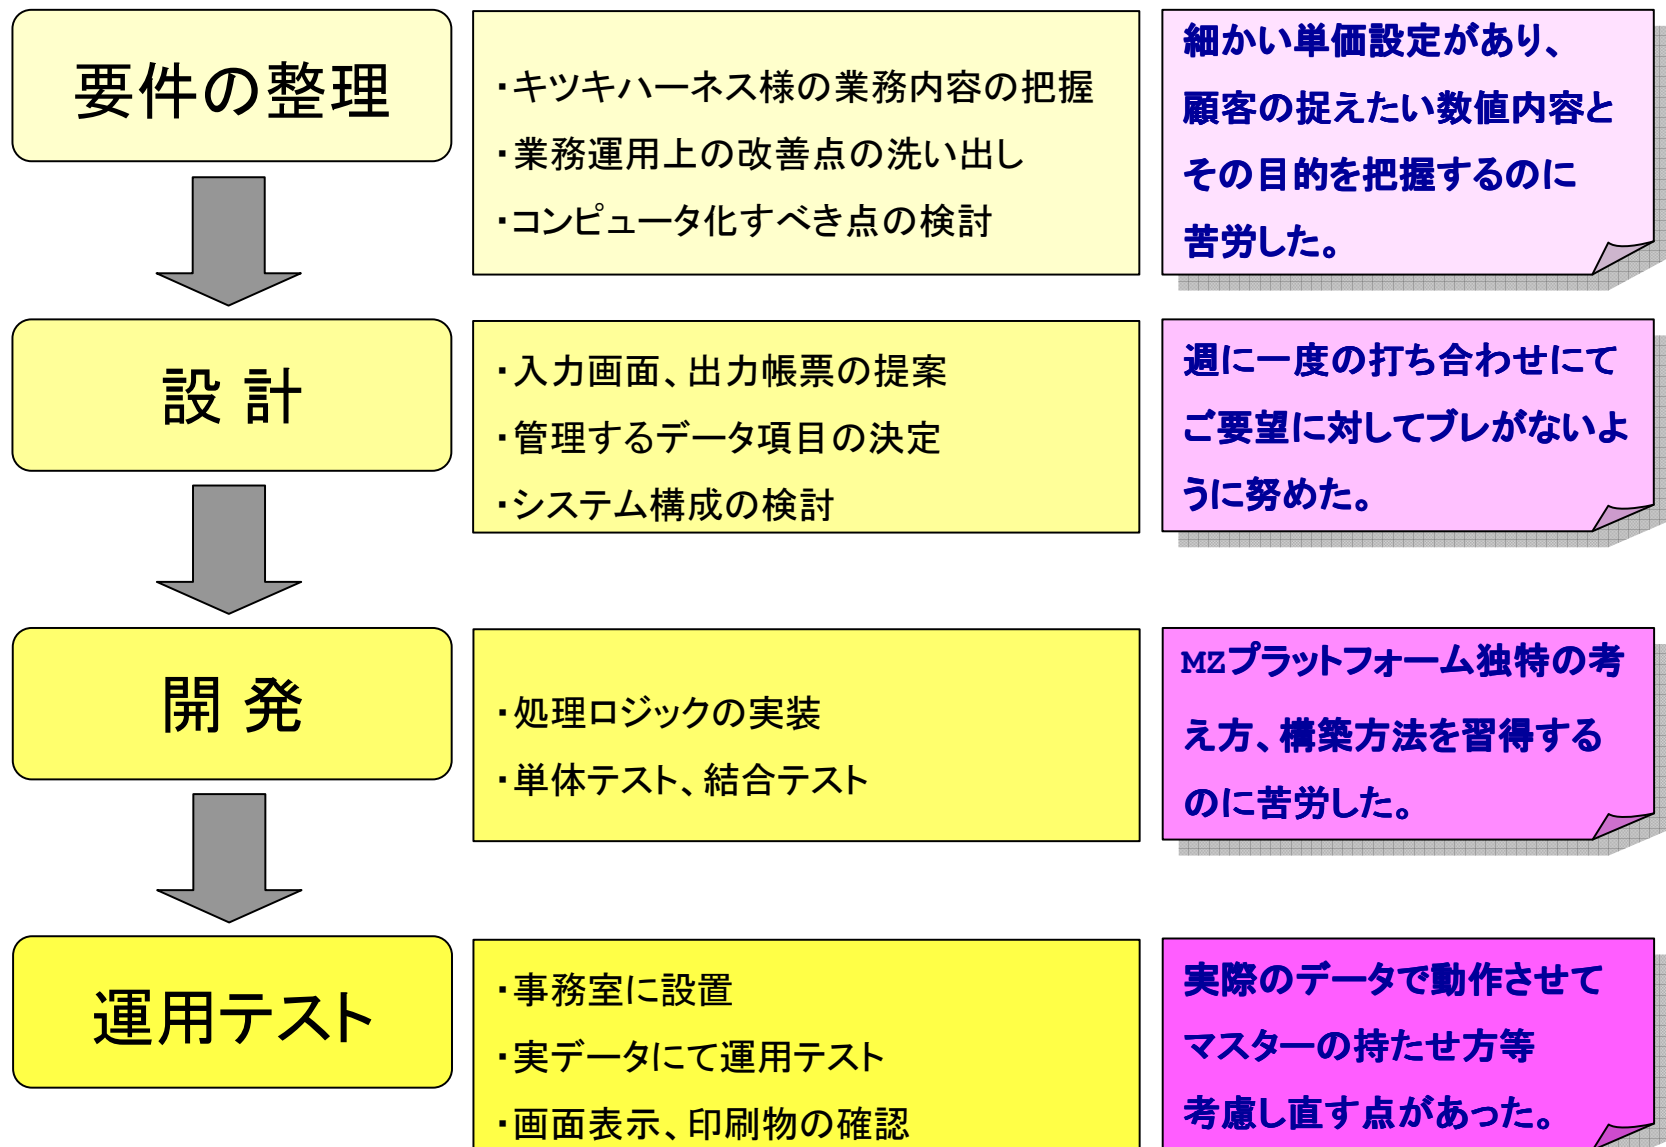 要件の整理
・キツキハーネス様の業務内容の把握
・業務運用上の改善点の洗い出し
・コンピュータ化すべき点の検討
細かい単価設定があり、
顧客の捉えたい数値内容と
その目的を把握するのに
苦労した。
設 計
・入力画面、出力帳票の提案
・管理するデータ項目の決定
・システム構成の検討
週に一度の打ち合わせにて
ご要望に対してブレがないよ
うに努めた。
開 発
・処理ロジックの実装
・単体テスト、結合テスト
MZプラットフォーム独特の考
え方、構築方法を習得する
のに苦労した。
運用テスト
・事務室に設置
・実データにて運用テスト
・画面表示、印刷物の確認
実際のデータで動作させて
マスターの持たせ方等
考慮し直す点があった。